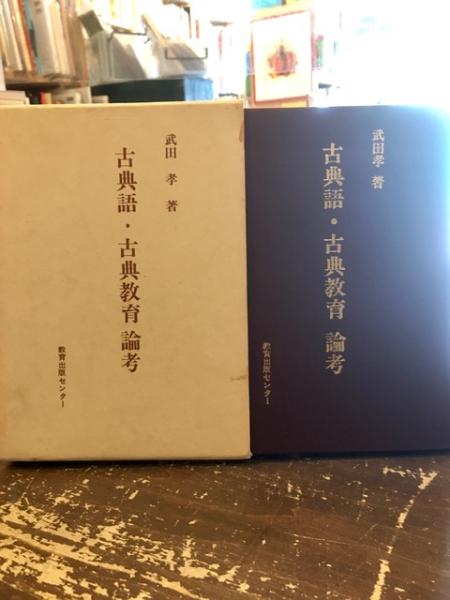 武田 孝 著
古典語・古典教育 論考
教育出版センター
武田孝 著
古典語・古典教育 論考
教育出版センター